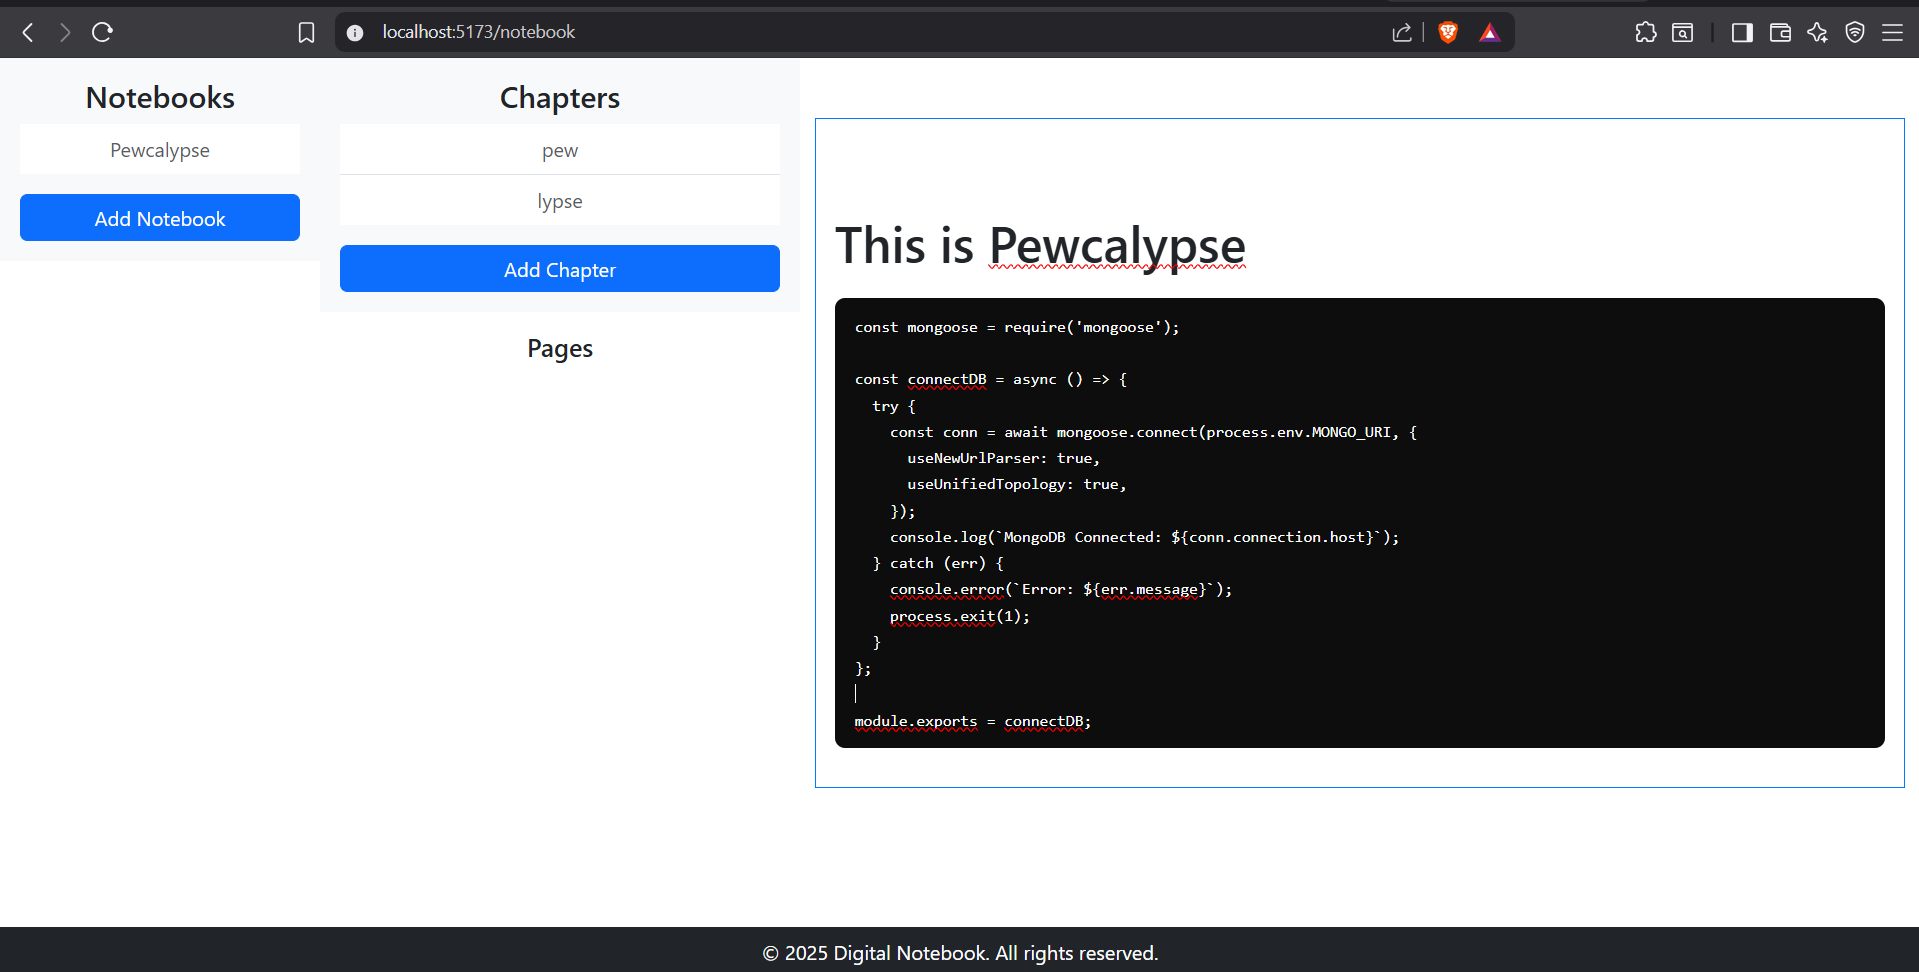 localhost:5173/notebook
Notebooks
Pewcalypse
Add Notebook
Chapters
pew
lypse
Add Chapter
Pages
This is Pewcalypse
const mongoose = require('mongoose');
const connectDB = async () => {
  try {
    const conn = await mongoose.connect(process.env.MONGO_URI, {
      useNewUrlParser: true,
      useUnifiedTopology: true,
    });
    console.log(`MongoDB Connected: ${conn.connection.host}`);
  } catch (err) {
    console.error(`Error: ${err.message}`);
    process.exit(1);
  }
};
module.exports = connectDB;
© 2025 Digital Notebook. All rights reserved.